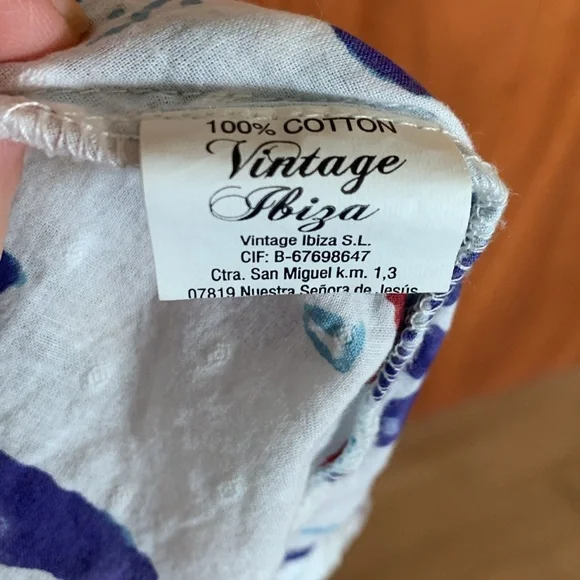 100% COTTON
Vintage
Ibiza
Vintage Ibiza S.L.
CIF: B-67698647
Ctra. San Miguel k.m. 1,3
07819 Nuestra Señora de Jesús